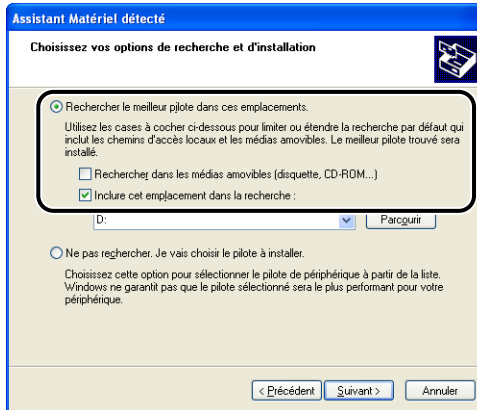 Assistant Matériel détecté
Choisissez vos options de recherche et d'installation
Rechercher le meilleur pilote dans ces emplacements.
Utilisez les cases à cocher ci-dessous pour limiter ou étendre la recherche par défaut qui
inclut les chemins d'accès locaux et les médias amovibles. Le meilleur pilote trouvé sera
installé.
Rechercher dans les médias amovibles (disquette, CD-ROM...)
Inclure cet emplacement dans la recherche :
D:
Parcourir
Ne pas rechercher. Je vais choisir le pilote à installer.
Choisissez cette option pour sélectionner le pilote de périphérique à partir de la liste.
Windows ne garantit pas que le pilote sélectionné sera le plus performant pour votre
périphérique.
< Précédent
Suivant >
Annuler